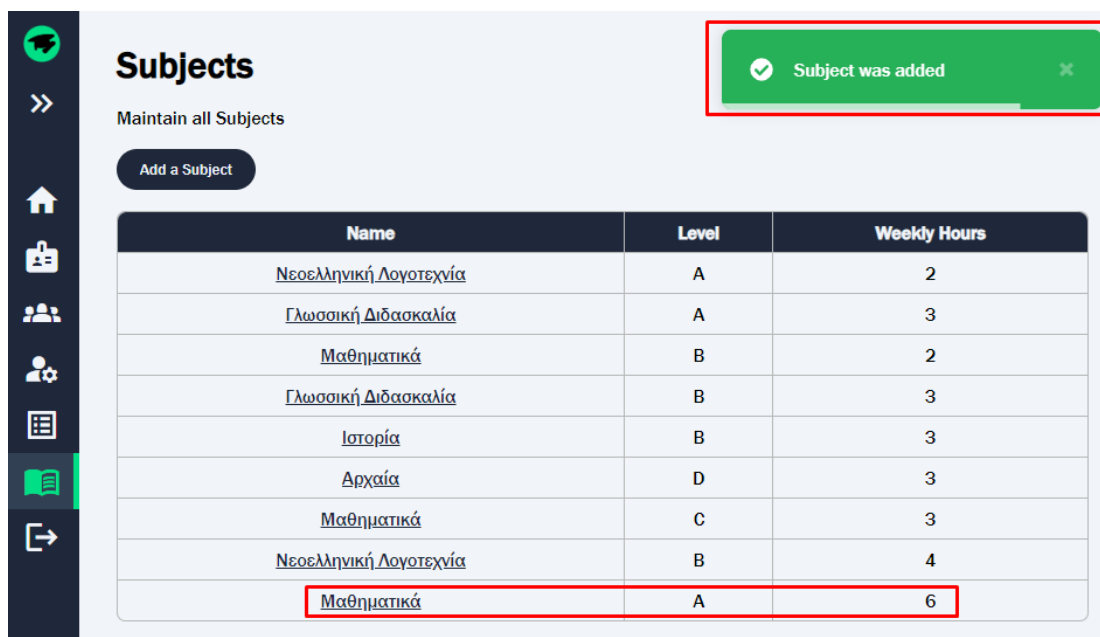 Subjects
Subject was added
Maintain all Subjects
Add a Subject
Name Level Weekly Hours
Νεοελληνική Λογοτεχνία A 2
Γλωσσική Διδασκαλία A 3
Μαθηματικά B 2
Γλωσσική Διδασκαλία B 3
Ιστορία B 3
Αρχαία D 3
Μαθηματικά C 3
Νεοελληνική Λογοτεχνία B 4
Μαθηματικά A 6